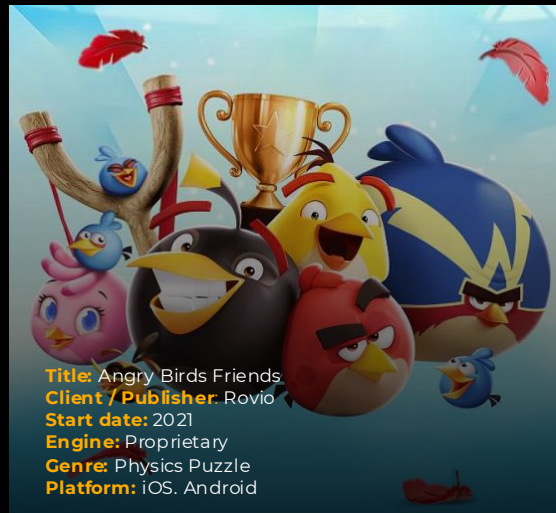 Title: Angry Birds Friends
Client / Publisher: Rovio
Start date: 2021
Engine: Proprietary
Genre: Physics Puzzle
Platform: iOS. Android